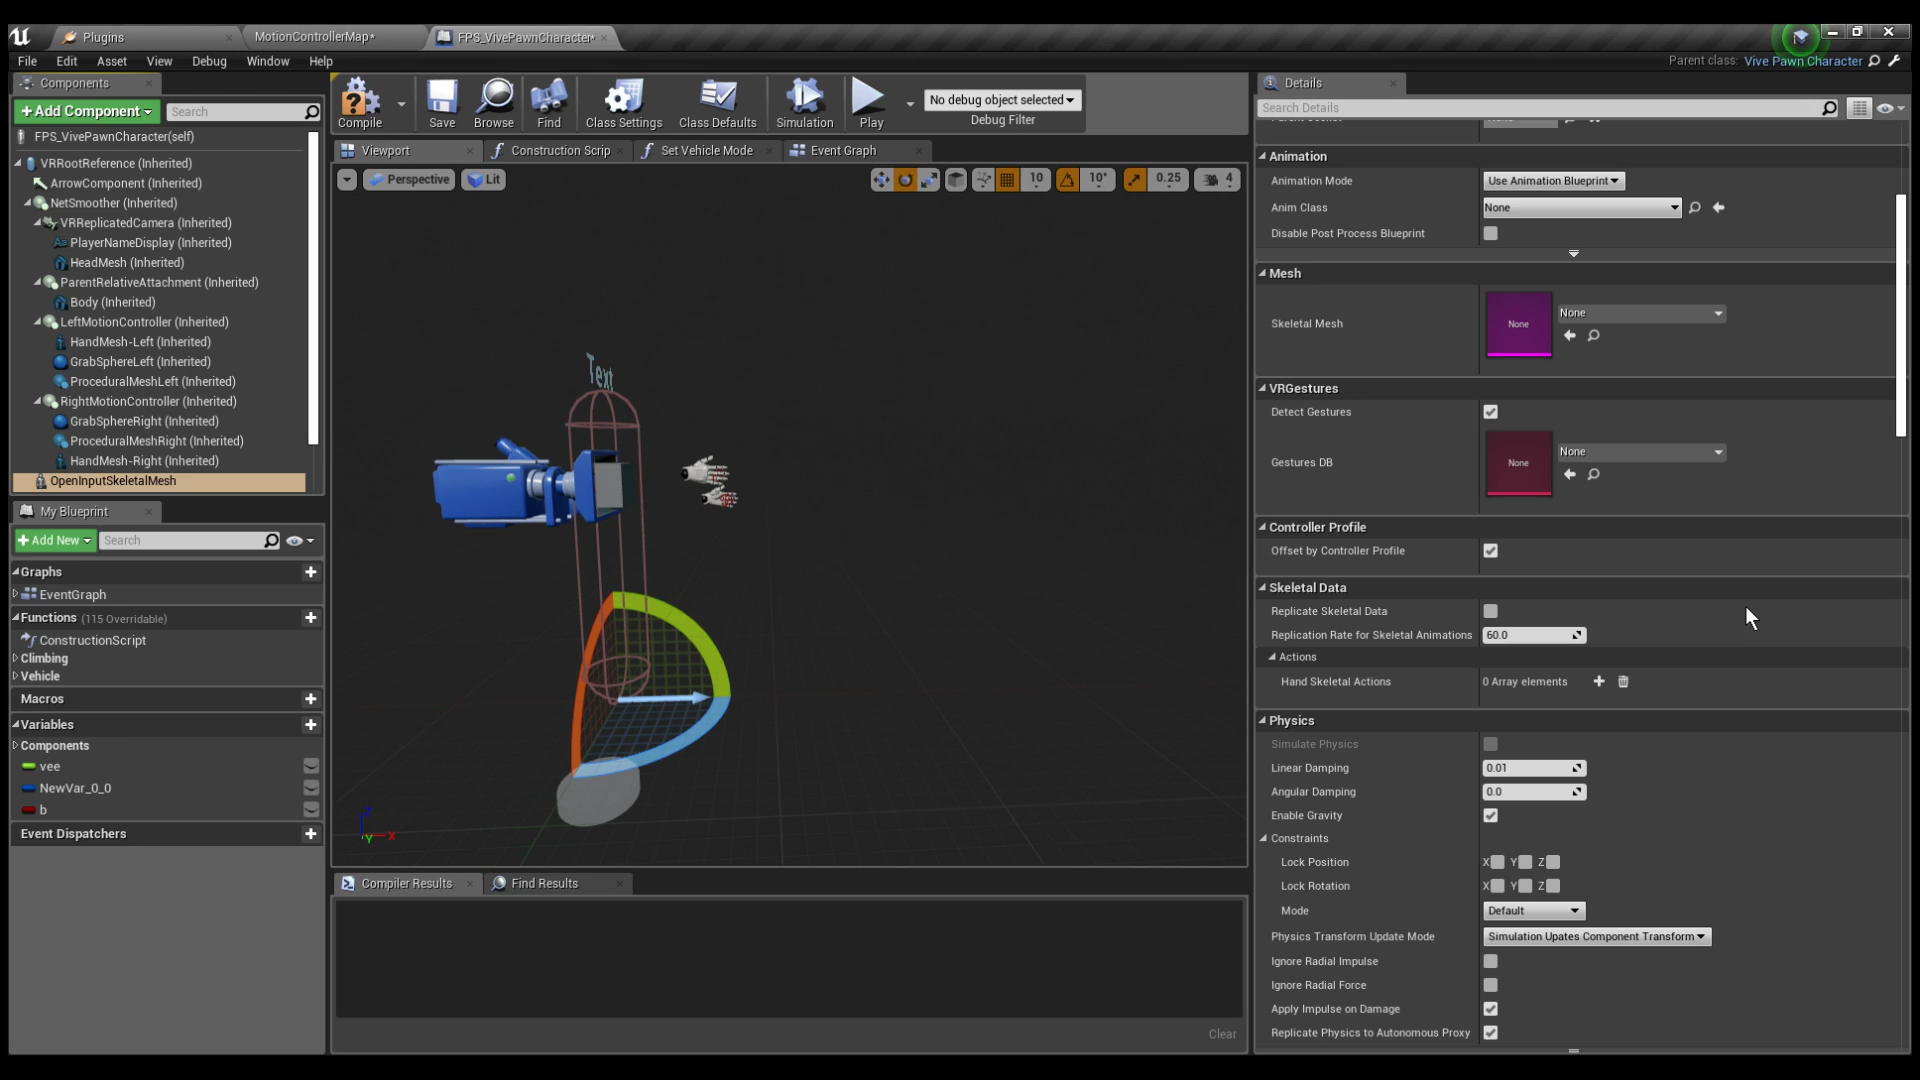 Plugins
MotionControllerMap*
FPS_VivePawnCharacter*
File Edit Asset View Debug Window Help
Parent class: Vive Pawn Character
Components
+Add Component
Search
FPS_VivePawnCharacter(self)
VRRootReference (Inherited)
ArrowComponent (Inherited)
NetSmoother (Inherited)
VRReplicatedCamera (Inherited)
PlayerNameDisplay (Inherited)
HeadMesh (Inherited)
ParentRelativeAttachment (Inherited)
Body (Inherited)
LeftMotionController (Inherited)
HandMesh-Left (Inherited)
GrabSphereLeft (Inherited)
ProceduralMeshLeft (Inherited)
RightMotionController (Inherited)
GrabSphereRight (Inherited)
ProceduralMeshRight (Inherited)
HandMesh-Right (Inherited)
OpenInputSkeletalMesh
My Blueprint
+Add New
Search
Graphs
EventGraph
Functions (115 Overridable)
ConstructionScript
Climbing
Vehicle
Macros
Variables
Components
vee
NewVar_0_0
b
Event Dispatchers
Compile
Save
Browse
Find
Class Settings
Class Defaults
Simulation
Play
No debug object selected
Debug Filter
Viewport
Construction Scrip
Set Vehicle Mode
Event Graph
Perspective
Lit
10
10°
0.25
4
Text
Z
Y
X
Compiler Results
Find Results
Clear
Details
Search Details
Animation
Animation Mode
Use Animation Blueprint
Anim Class
None
Disable Post Process Blueprint
Mesh
Skeletal Mesh
None
None
VRGestures
Detect Gestures
Gestures DB
None
None
Controller Profile
Offset by Controller Profile
Skeletal Data
Replicate Skeletal Data
Replication Rate for Skeletal Animations
60.0
Actions
Hand Skeletal Actions
0 Array elements
Physics
Simulate Physics
Linear Damping
0.01
Angular Damping
0.0
Enable Gravity
Constraints
Lock Position
X Y Z
Lock Rotation
X Y Z
Mode
Default
Physics Transform Update Mode
Simulation Upates Component Transform
Ignore Radial Impulse
Ignore Radial Force
Apply Impulse on Damage
Replicate Physics to Autonomous Proxy